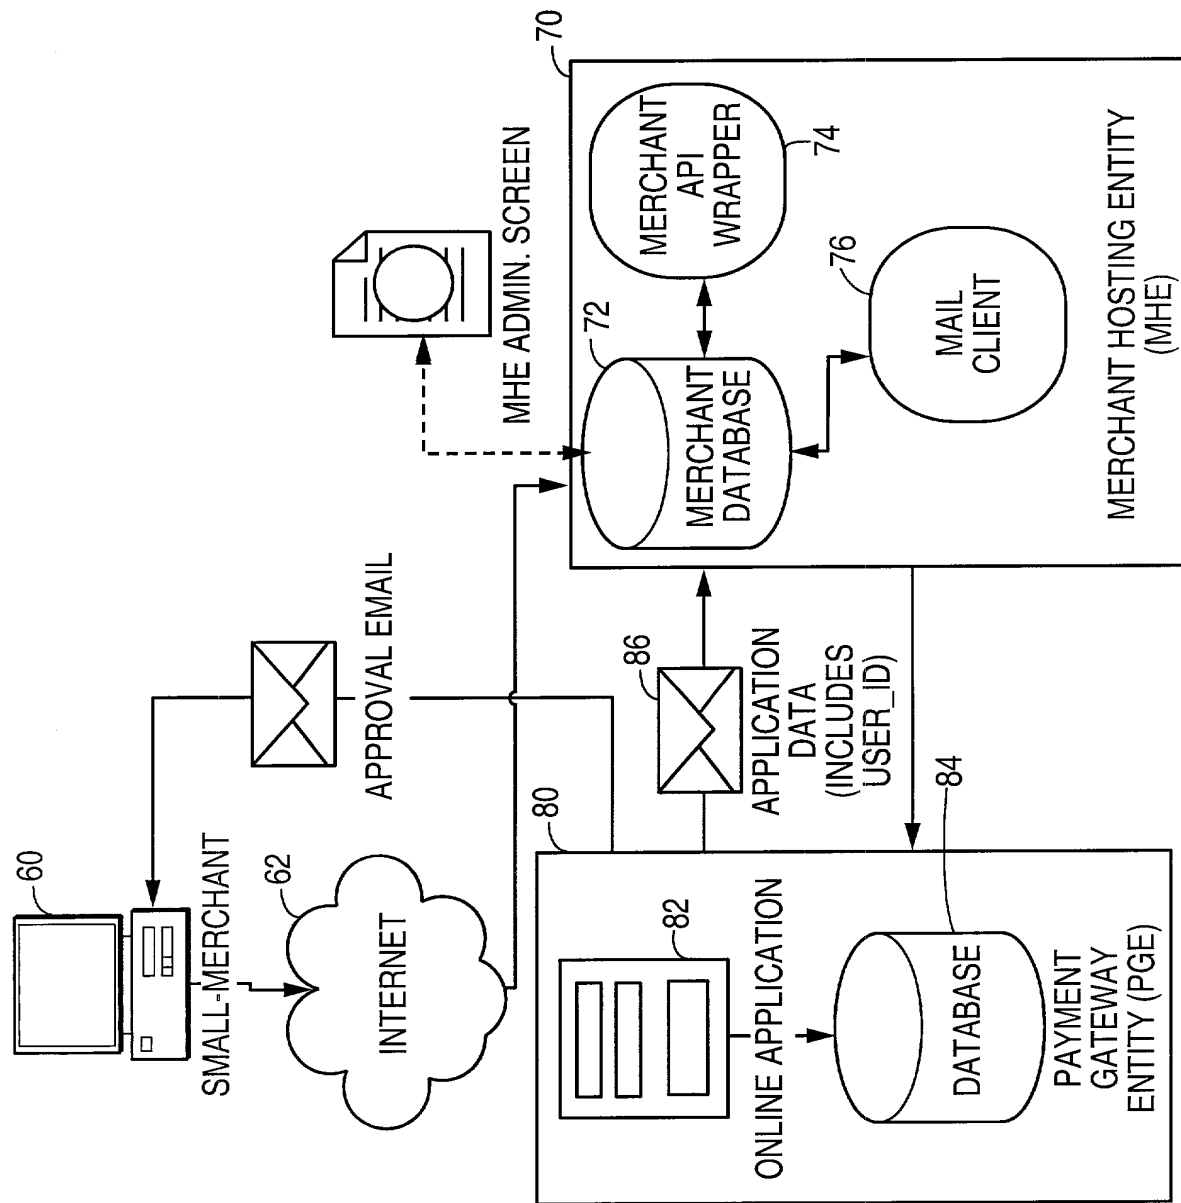 60
SMALL-MERCHANT
62
INTERNET
APPROVAL EMAIL
MHE ADMIN. SCREEN
70
72
MERCHANT
DATABASE
MERCHANT
API
WRAPPER
74
76
MAIL
CLIENT
MERCHANT HOSTING ENTITY
(MHE)
86
APPLICATION
DATA
(INCLUDES
USER_ID)
80
82
ONLINE APPLICATION
84
DATABASE
PAYMENT
GATEWAY
ENTITY (PGE)